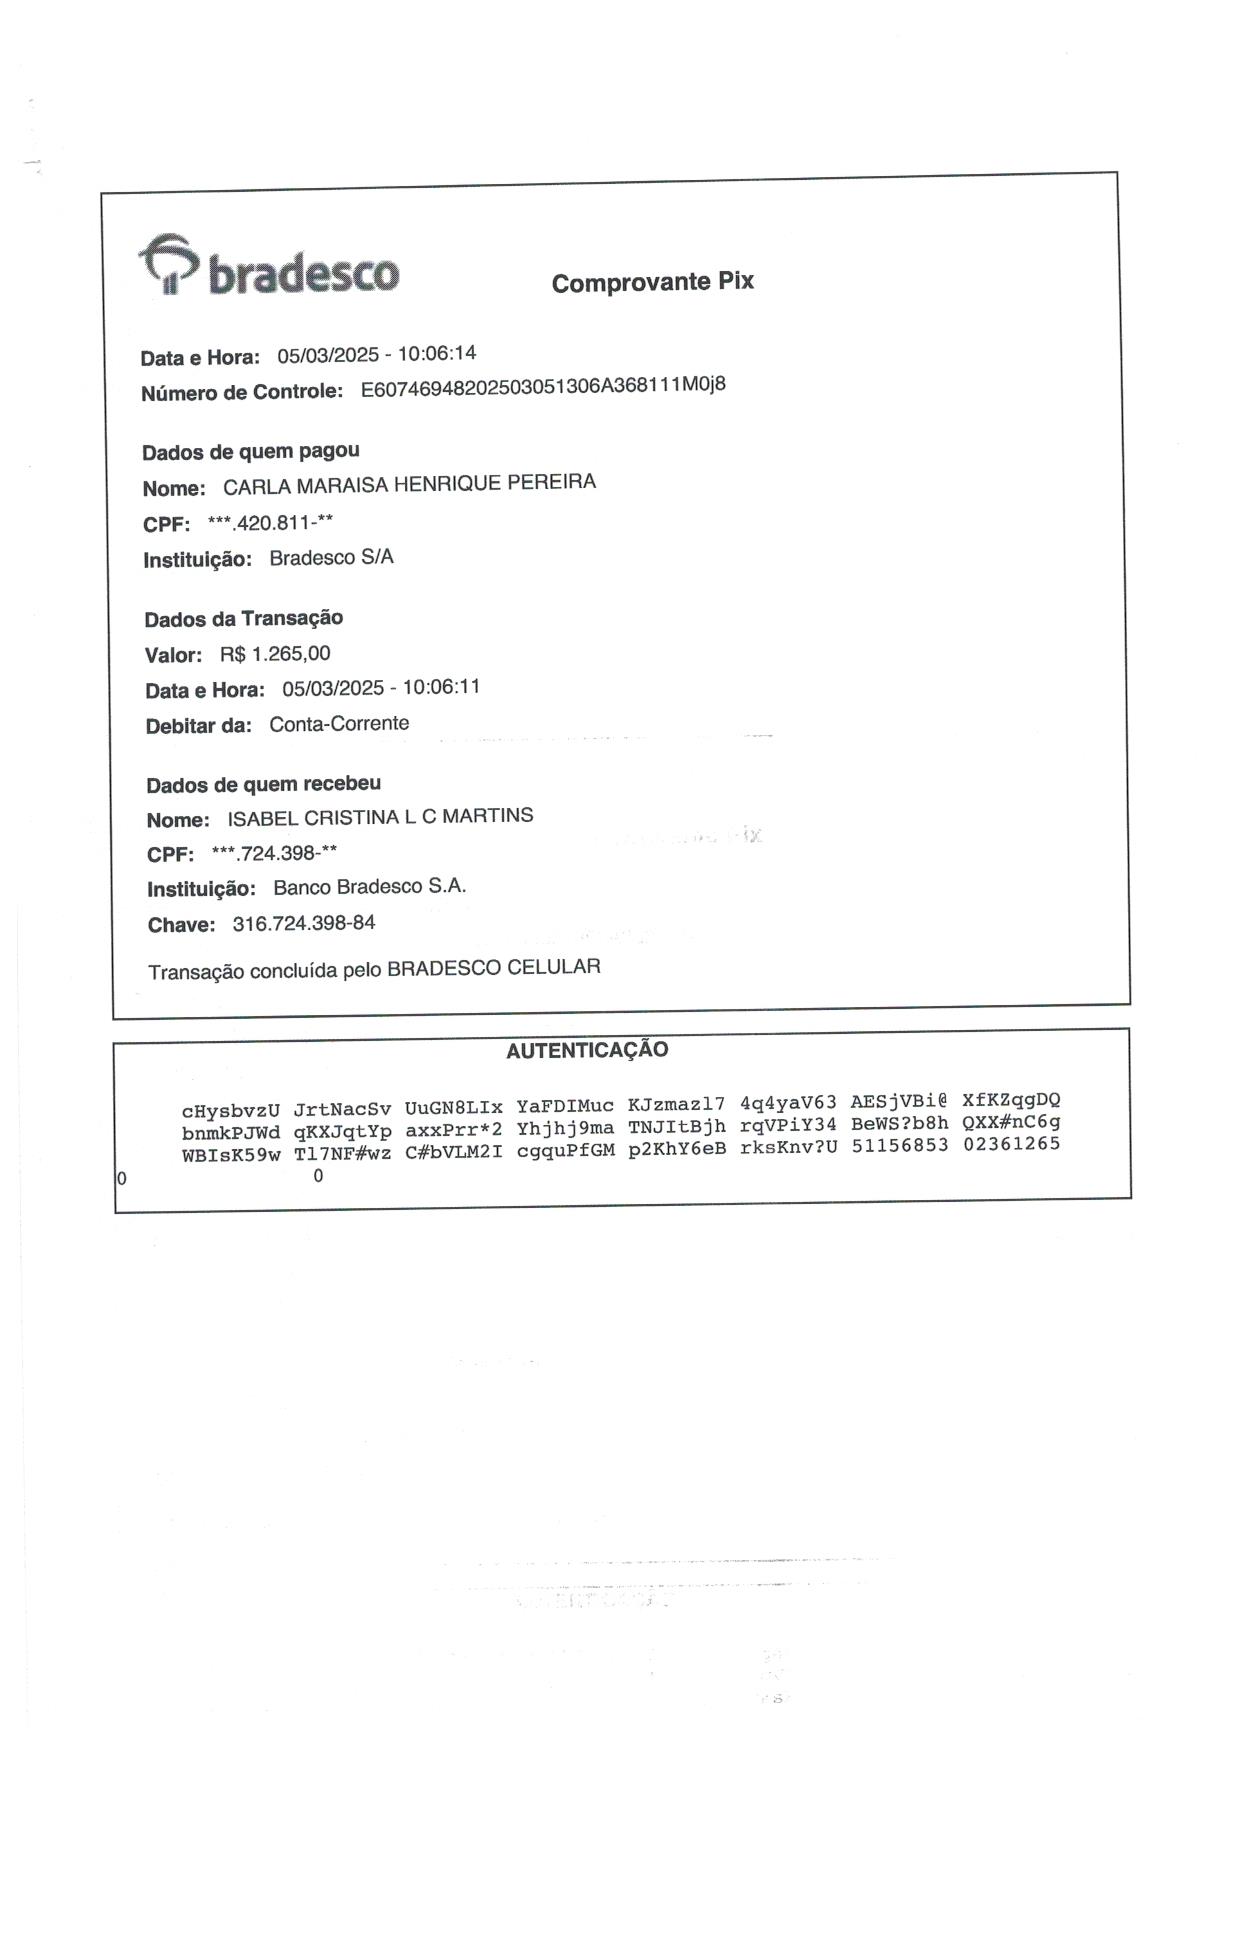 bradesco
Comprovante Pix
Data e Hora: 05/03/2025 - 10:06:14
Número de Controle: E60746948202503051306A368111M0j8
Dados de quem pagou
Nome: CARLA MARAISA HENRIQUE PEREIRA
CPF: ***.420.811-**
Instituição: Bradesco S/A
Dados da Transação
Valor: R$ 1.265,00
Data e Hora: 05/03/2025 - 10:06:11
Debitar da: Conta-Corrente
Dados de quem recebeu
Nome: ISABEL CRISTINA L C MARTINS
CPF: ***.724.398-**
Instituição: Banco Bradesco S.A.
Chave: 316.724.398-84
Transação concluída pelo BRADESCO CELULAR
AUTENTICAÇÃO
cHysbvzU JrtNacSv UuGN8LIx YaFDIMuc KJzmazl7 4q4yaV63 AESjVBi@ XfKZqgDQ
bnmkPJWd qKXJqtYp axxPrr*2 Yhjhj9ma TNJItBjh rqVPiY34 BeWS?b8h QXX#nC6g
WBIsK59w Tl7NF#wz C#bVLM2I cgquPfGM p2KhY6eB rksKnv?U 51156853 02361265
0 0